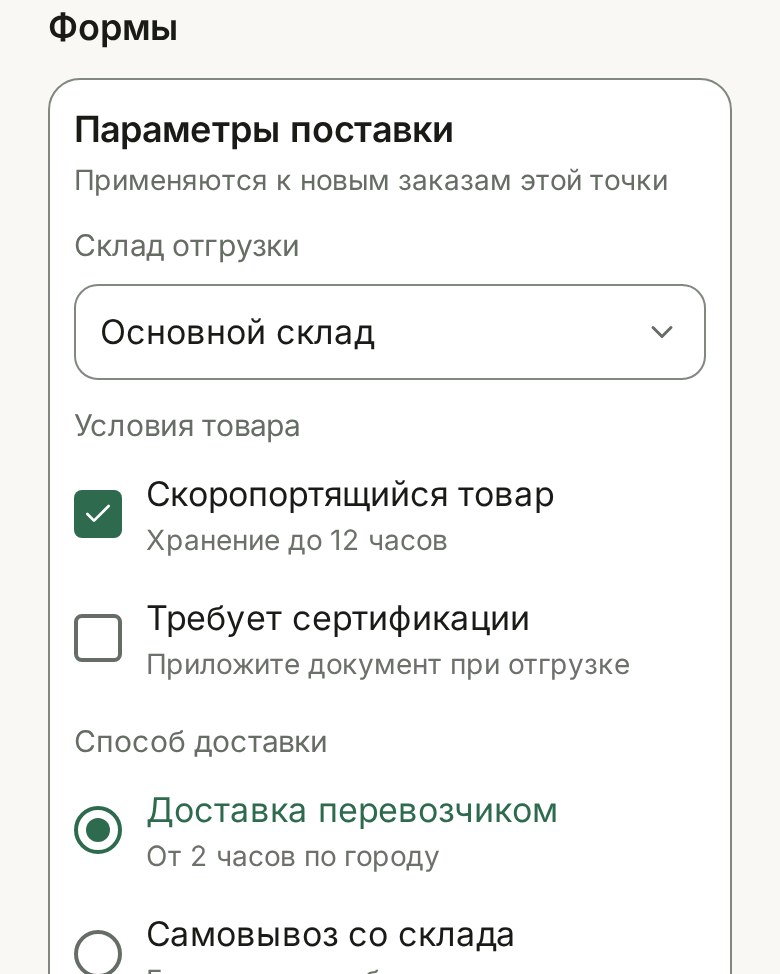 Формы
Параметры поставки
Применяются к новым заказам этой точки
Склад отгрузки
Основной склад
Условия товара
Скоропортящийся товар
Хранение до 12 часов
Требует сертификации
Приложите документ при отгрузке
Способ доставки
Доставка перевозчиком
От 2 часов по городу
Самовывоз со склада